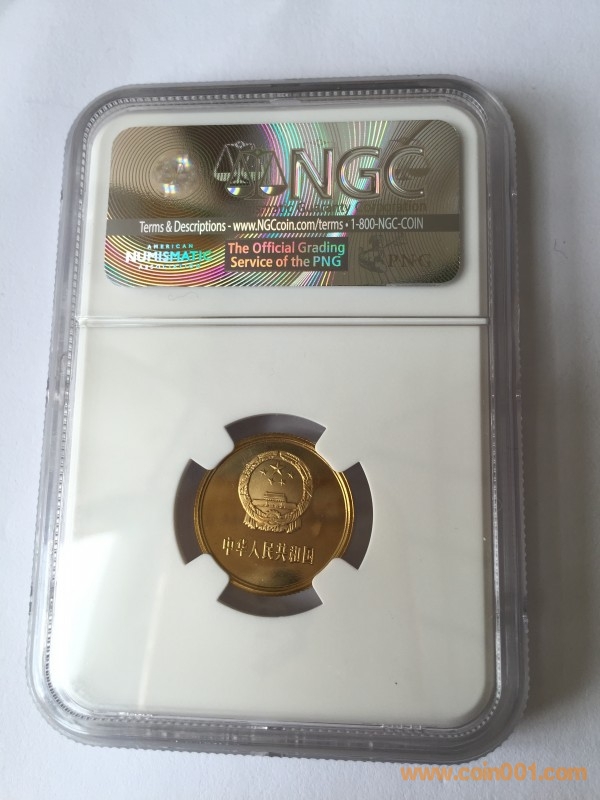 NGC
Terms & Descriptions - www.NGCcoin.com/terms • 1-800-NGC-COIN
AMERICAN
NUMISMATIC
The Official Grading
Service of the PNG
PNG
中华人民共和国
www.coin001.com